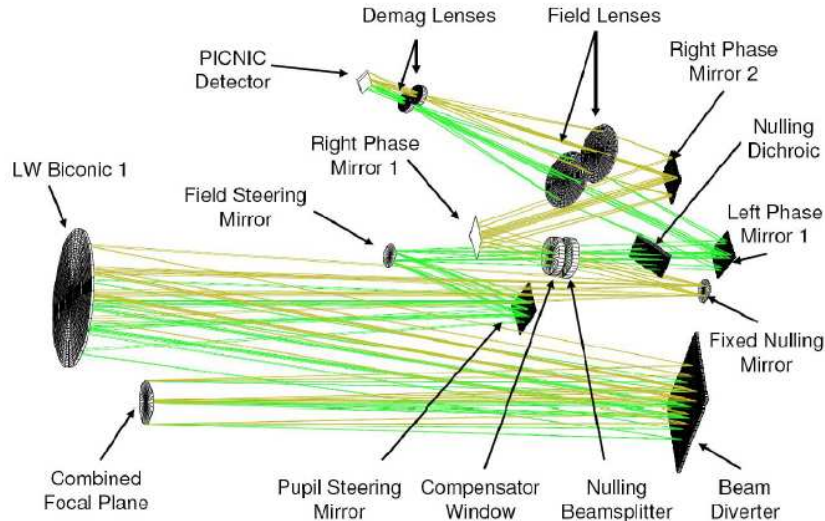 Demag Lenses
Field Lenses
PICNIC
Detector
Right Phase
Mirror 2
Right Phase
Mirror 1
Nulling
Dichroic
LW Biconic 1
Field Steering
Mirror
Left Phase
Mirror 1
Fixed Nulling
Mirror
Combined
Focal Plane
Pupil Steering
Mirror
Compensator
Window
Nulling
Beamsplitter
Beam
Diverter